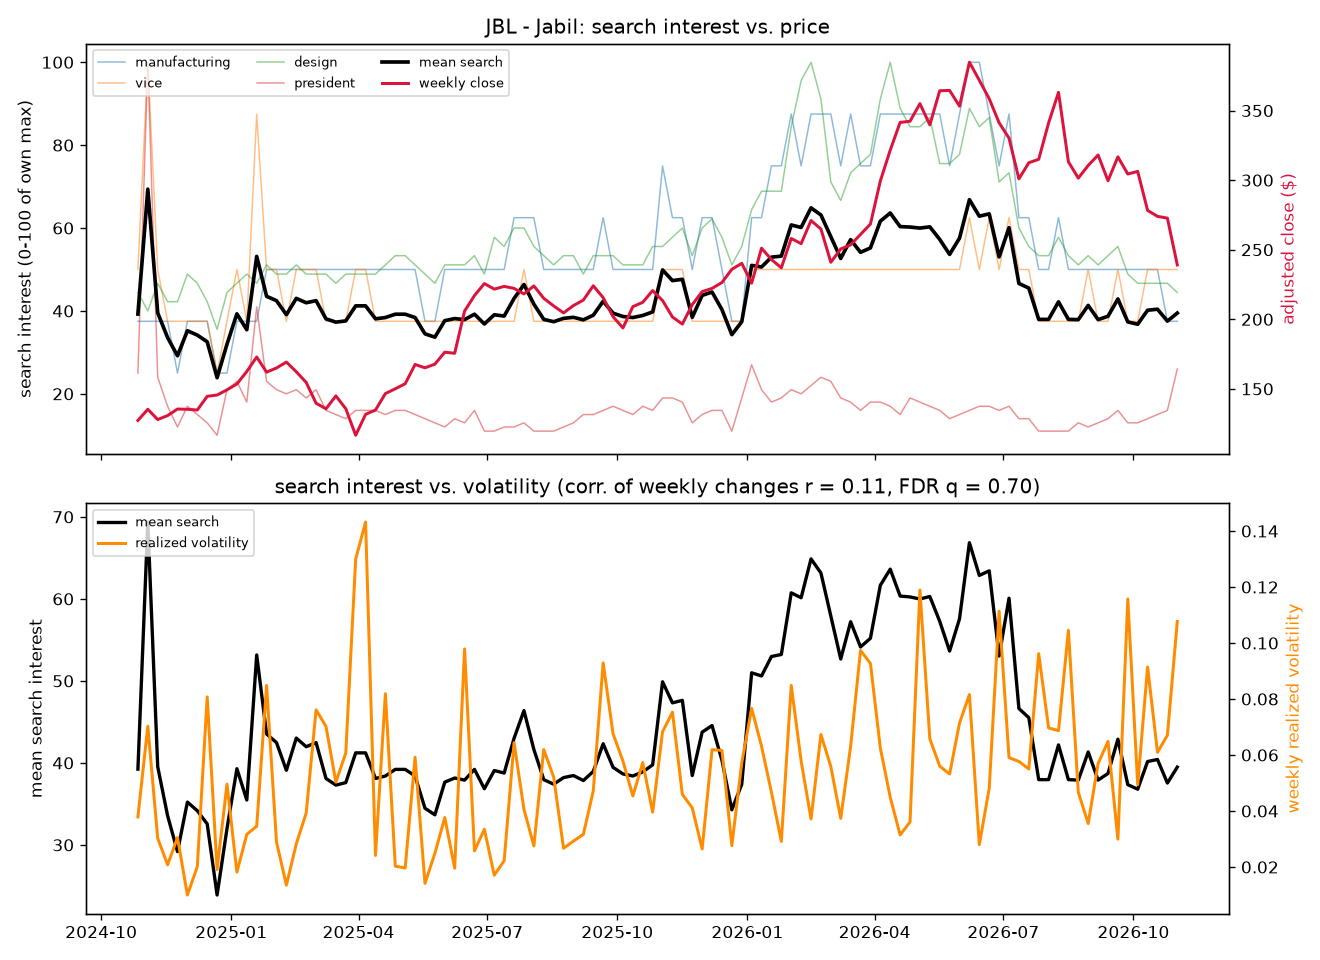 JBL - Jabil: search interest vs. price
manufacturing
vice
design
president
mean search
weekly close
100
80
60
40
20
search interest (0-100 of own max)
350
300
250
200
150
adjusted close ($)
search interest vs. volatility (corr. of weekly changes r = 0.11, FDR q = 0.70)
mean search
realized volatility
70
60
50
40
30
mean search interest
0.14
0.12
0.10
0.08
0.06
0.04
0.02
weekly realized volatility
2024-10
2025-01
2025-04
2025-07
2025-10
2026-01
2026-04
2026-07
2026-10